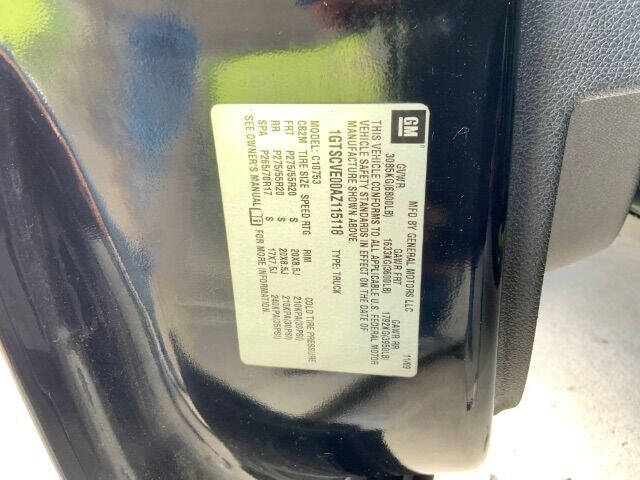 GM
MFD BY GENERAL MOTORS LLC 11/09
GVWR GAWR FRT GAWR RR
3085KG(6800LB) 1633KG(3600LB) 1792KG(3950LB)
THIS VEHICLE CONFORMS TO ALL APPLICABLE U.S. FEDERAL MOTOR
VEHICLE SAFETY STANDARDS IN EFFECT ON THE DATE OF
MANUFACTURE SHOWN ABOVE.
1GTSCVE00AZ115118 TYPE: TRUCK
MODEL: C10753
CB2M TIRE SIZE SPEED RTG RIM COLD TIRE PRESSURE
FRT P275/55R20 S 20X8.5J 210KPA(30PSI)
RR P275/55R20 S 20X8.5J 210KPA(30PSI)
SPA P265/70R17 S 17X7.5J 240KPA(35PSI)
SEE OWNER'S MANUAL FOR MORE INFORMATION.